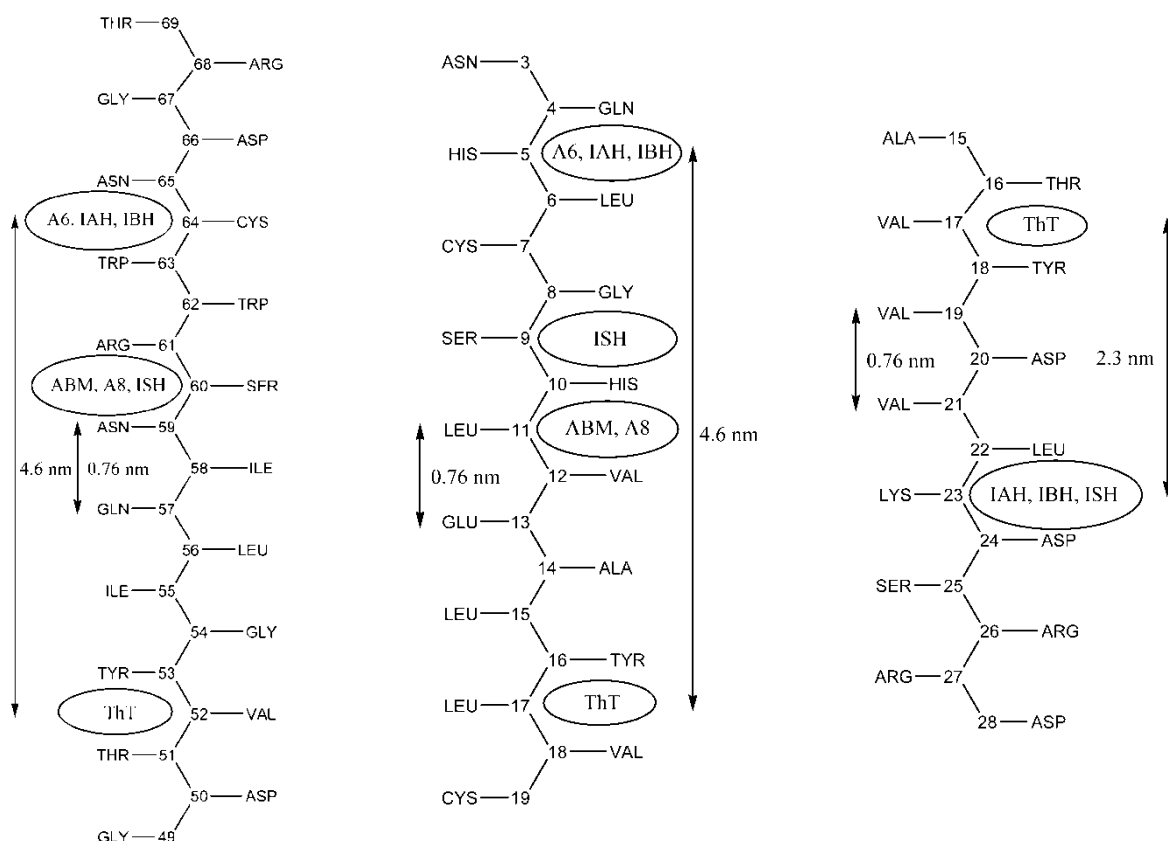 THR 69
68 ARG
GLY 67
66 ASP
ASN 65
A6. IAH, IBH 64 CYS
TRP 63
62 TRP
ARG 61
ABM, A8, ISH 60 SER
ASN 59
4.6 nm 0.76 nm 58 ILE
GLN 57
56 LEU
ILE 55
54 GLY
TYR 53
ThT 52 VAL
THR 51
50 ASP
GLY 49
ASN 3
4 GLN
HIS 5 A6, IAH, IBH
6 LEU
CYS 7
8 GLY
SER 9 ISH
10 HIS
LEU 11 ABM, A8
4.6 nm
0.76 nm 12 VAL
GLU 13
14 ALA
LEU 15
16 TYR
LEU 17 ThT
18 VAL
CYS 19
ALA 15
16 THR
VAL 17 ThT
18 TYR
VAL 19
0.76 nm 20 ASP 2.3 nm
VAL 21
22 LEU
LYS 23 IAH, IBH, ISH
24 ASP
SER 25
26 ARG
ARG 27
28 ASP